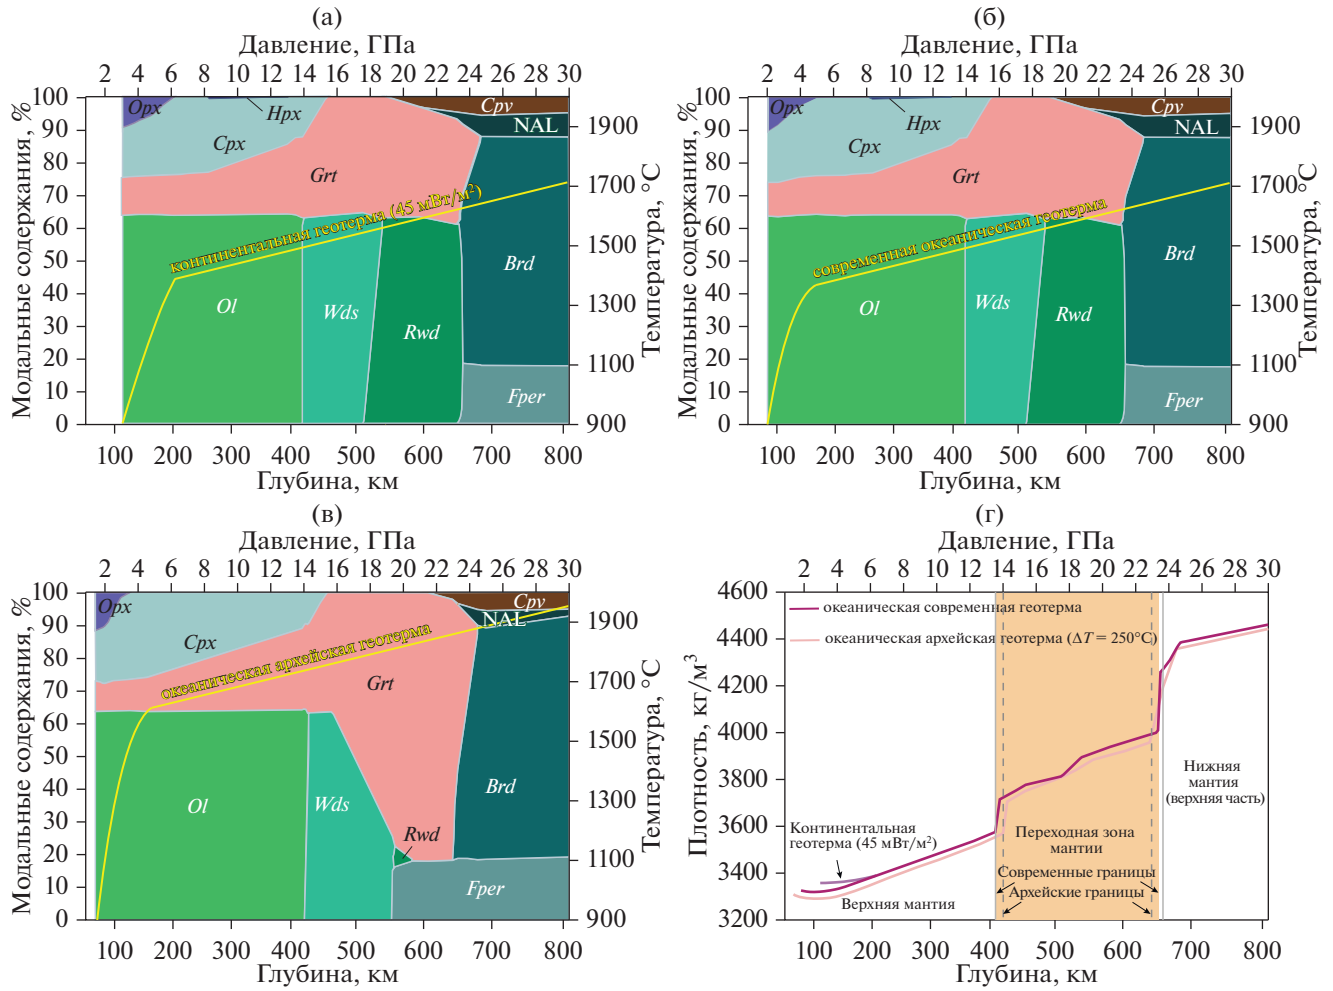 (а)
Давление, ГПа
2 4 6 8 10 12 14 16 18 20 22 24 26 28 30
Модальные содержания, %
100
90
80
70
60
50
40
30
20
10
0
Opx
Hpx
Cpx
Grt
Cpv
NAL
континентальная геотерма (45 мВт/м²)
Ol
Wds
Rwd
Brd
Fper
1900
1700
1500
1300
1100
900
Температура, °C
100 200 300 400 500 600 700 800
Глубина, км
(б)
Давление, ГПа
2 4 6 8 10 12 14 16 18 20 22 24 26 28 30
Модальные содержания, %
100
90
80
70
60
50
40
30
20
10
0
Opx
Hpx
Cpx
Grt
Cpv
NAL
современная океаническая геотерма
Ol
Wds
Rwd
Brd
Fper
1900
1700
1500
1300
1100
900
Температура, °C
100 200 300 400 500 600 700 800
Глубина, км
(в)
Давление, ГПа
2 4 6 8 10 12 14 16 18 20 22 24 26 28 30
Модальные содержания, %
100
90
80
70
60
50
40
30
20
10
0
Opx
Cpx
Grt
Cpv
NAL
океаническая архейская геотерма
Ol
Wds
Rwd
Brd
Fper
1900
1700
1500
1300
1100
900
Температура, °C
100 200 300 400 500 600 700 800
Глубина, км
(г)
Давление, ГПа
2 4 6 8 10 12 14 16 18 20 22 24 26 28 30
Плотность, кг/м³
4600
4400
4200
4000
3800
3600
3400
3200
океаническая современная геотерма
океаническая архейская геотерма (ΔT = 250°C)
Континентальная
геотерма (45 мВт/м²)
Верхняя мантия
Переходная зона
мантии
Современные границы
Архейские границы
Нижняя
мантия
(верхняя часть)
100 200 300 400 500 600 700 800
Глубина, км